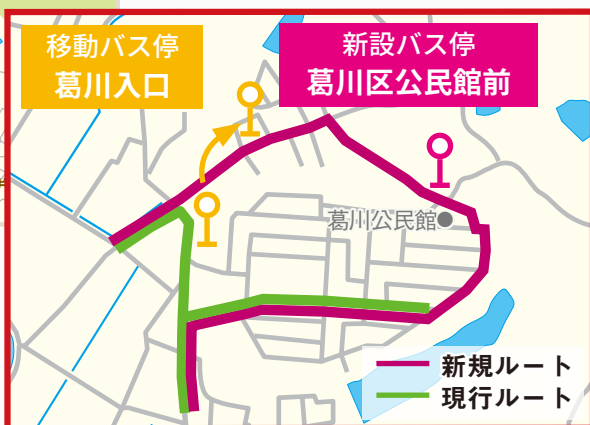 移動バス停
葛川入口
新設バス停
葛川区公民館前
葛川公民館
新規ルート
現行ルート